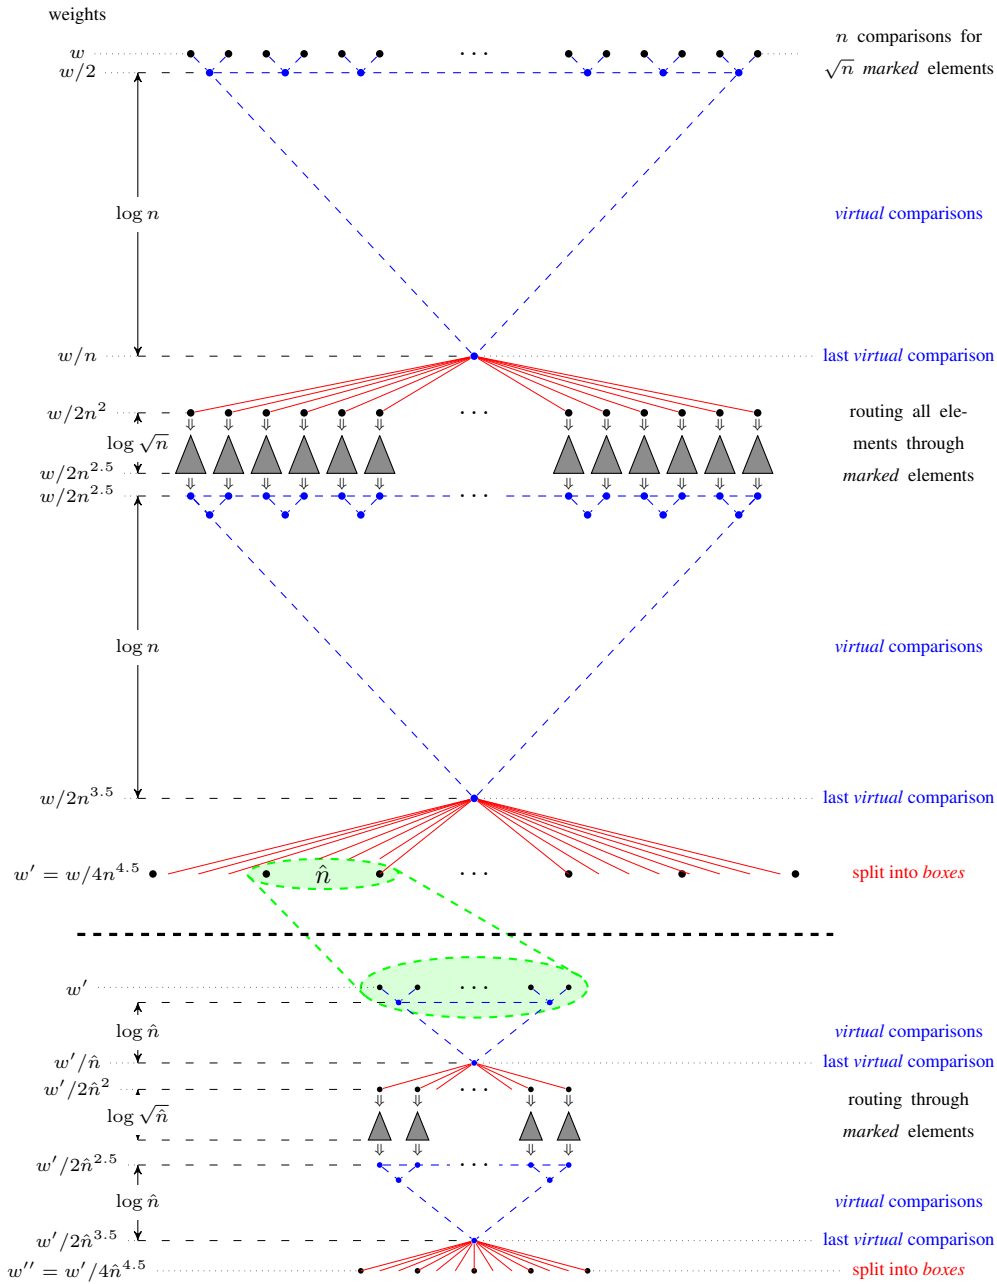 weights
w
· · ·
n comparisons for
√n marked elements
w/2
log n
virtual comparisons
w/n
last virtual comparison
w/2n^2
· · ·
routing all ele-
ments through
marked elements
log √n
w/2n^2.5
w/2n^2.5
· · ·
log n
virtual comparisons
w/2n^3.5
last virtual comparison
w′ = w/4n^4.5
n̂
· · ·
split into boxes
w′
· · ·
log n̂
virtual comparisons
w′/n̂
last virtual comparison
w′/2n̂^2
· · ·
routing through
marked elements
log √n̂
w′/2n̂^2.5
· · ·
log n̂
virtual comparisons
w′/2n̂^3.5
last virtual comparison
w′′ = w′/4n̂^4.5
split into boxes